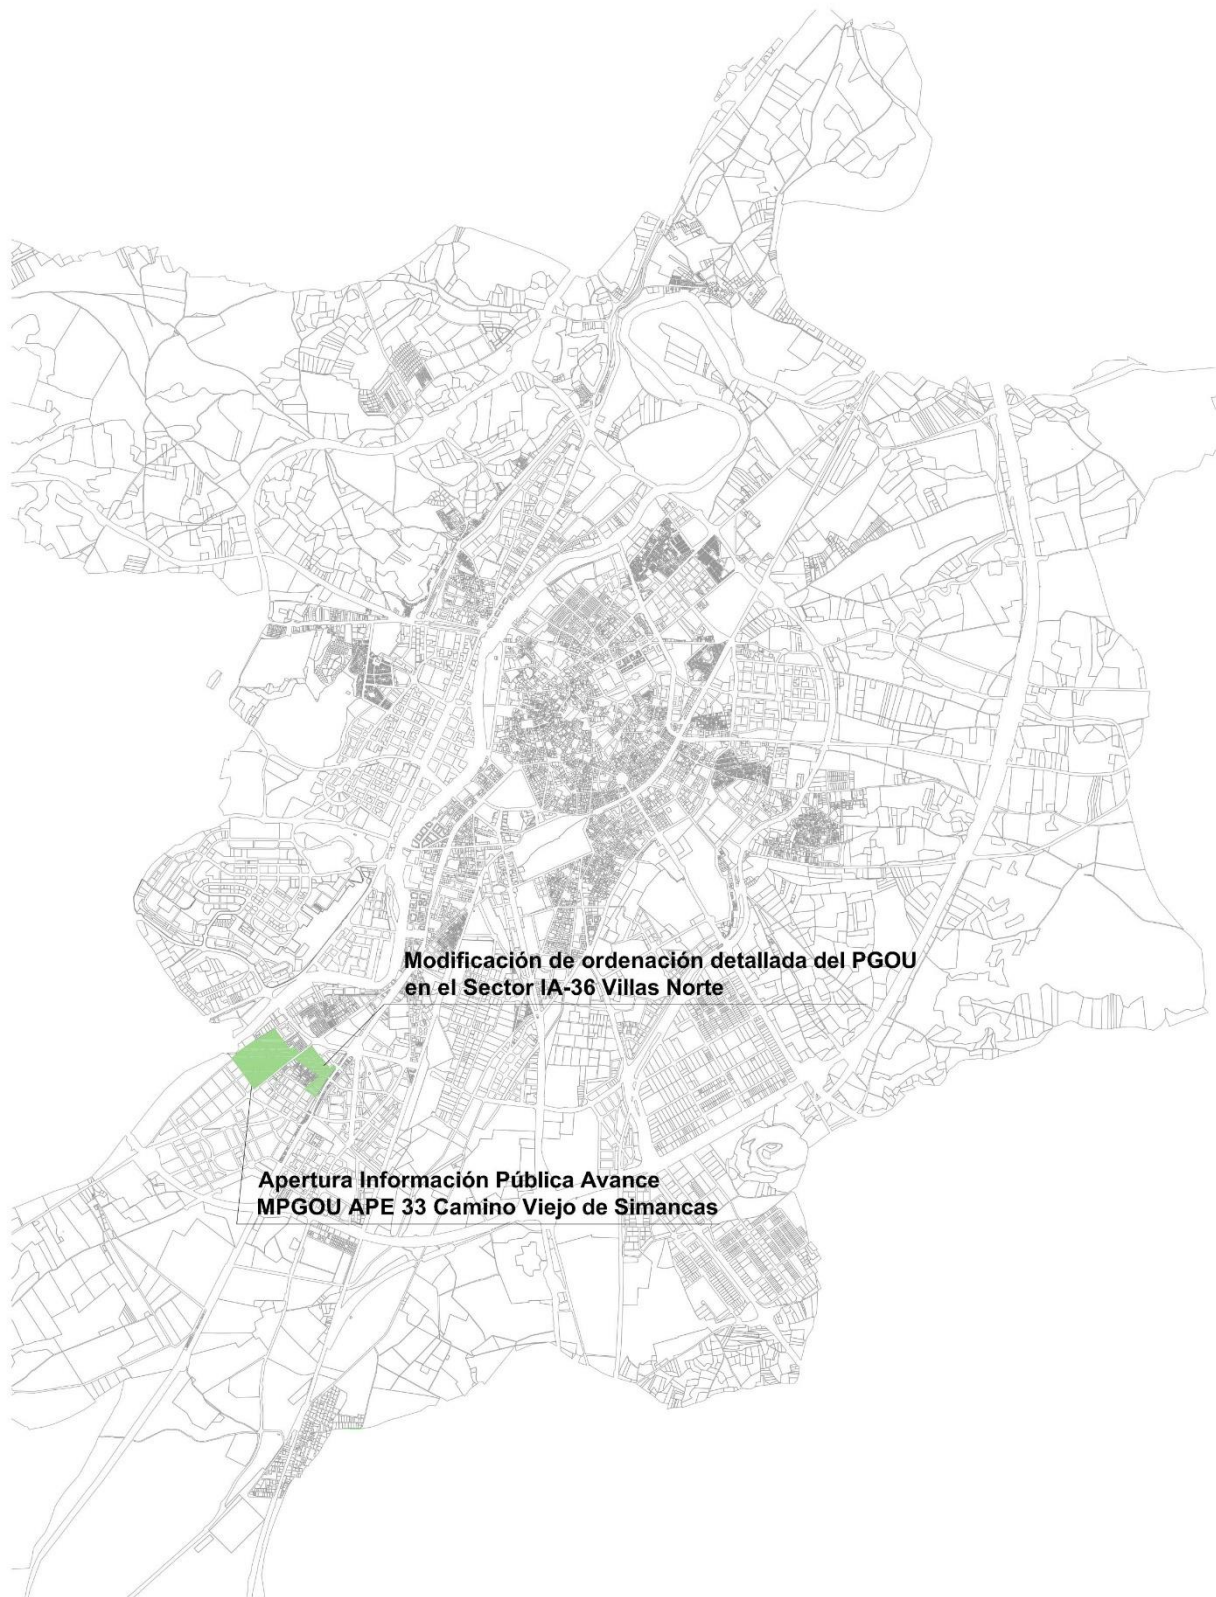 Modificación de ordenación detallada del PGOU
en el Sector IA-36 Villas Norte
Apertura Información Pública Avance
MPGOU APE 33 Camino Viejo de Simancas